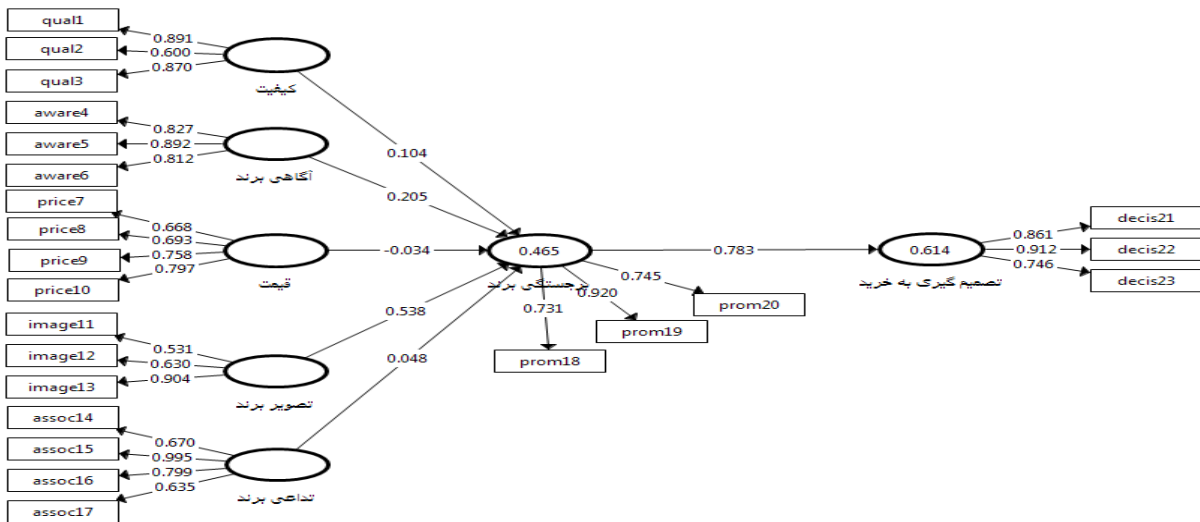 qual1
0.891
qual2
0.600
qual3
0.870
کیفیت
aware4
0.827
aware5
0.892
aware6
0.812
آگاهی برند
price7
0.668
price8
0.693
price9
0.758
price10
0.797
قیمت
image11
0.531
image12
0.630
image13
0.904
تصویر برند
assoc14
0.670
assoc15
0.995
assoc16
0.799
assoc17
0.635
تداعی برند
0.104
0.205
-0.034
0.538
0.048
0.465
برجستگی برند
0.731
prom18
0.920
prom19
0.745
prom20
0.783
0.614
تصمیم گیری به خرید
0.861
decis21
0.912
decis22
0.746
decis23